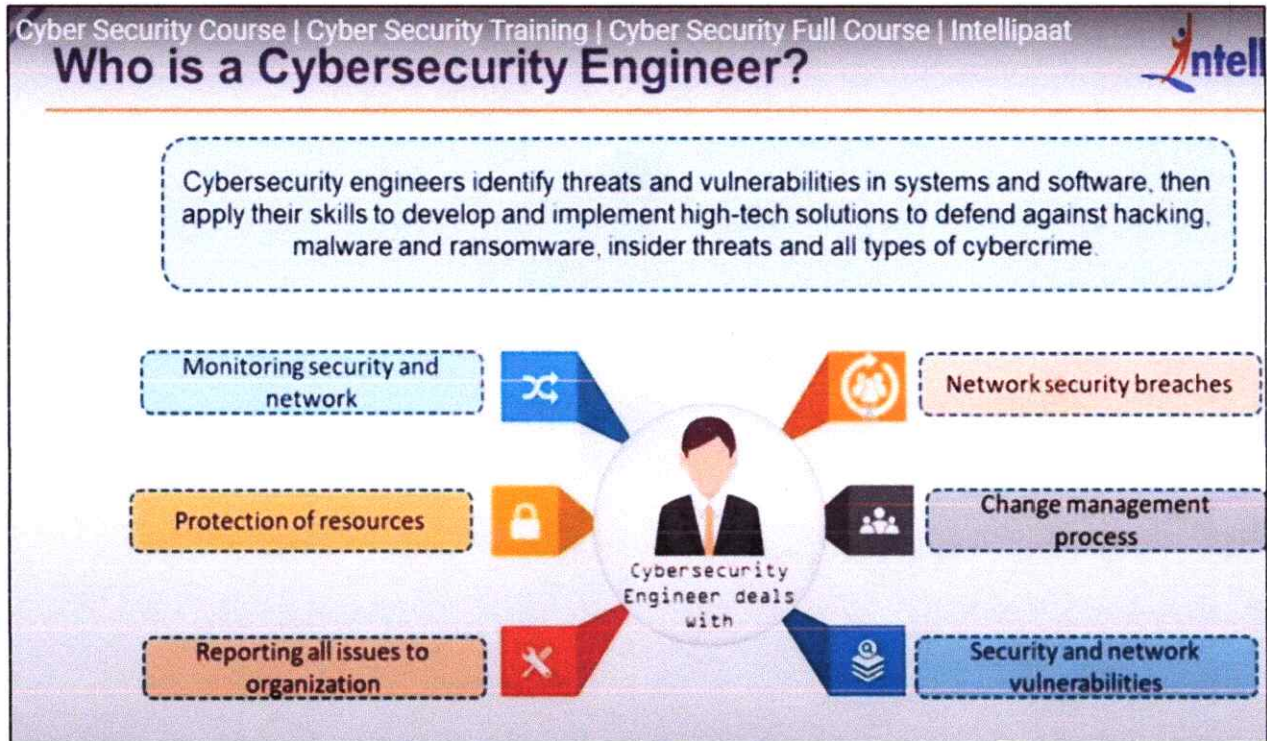 Cyber Security Course | Cyber Security Training | Cyber Security Full Course | Intellipaat
Who is a Cybersecurity Engineer?
ntell
Cybersecurity engineers identify threats and vulnerabilities in systems and software, then
apply their skills to develop and implement high-tech solutions to defend against hacking,
malware and ransomware, insider threats and all types of cybercrime.
Monitoring security and
network
Network security breaches
Protection of resources
Change management
process
Cybersecurity
Engineer deals
with
Reporting all issues to
organization
Security and network
vulnerabilities